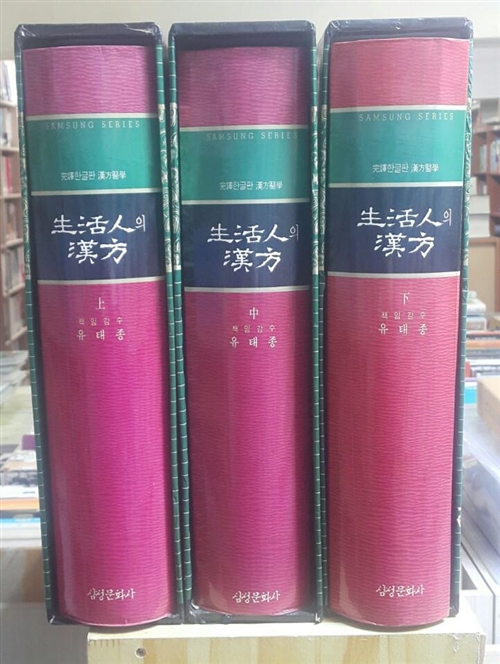 SAMSUNG SERIES
完譯한글판 漢方醫學
生活人의
漢方
上
책임감수
유태종
삼성문화사
SAMSUNG SERIES
完譯한글판 漢方醫學
生活人의
漢方
中
책임감수
유태종
삼성문화사
SAMSUNG SERIES
完譯한글판 漢方醫學
生活人의
漢方
下
책임감수
유태종
삼성문화사